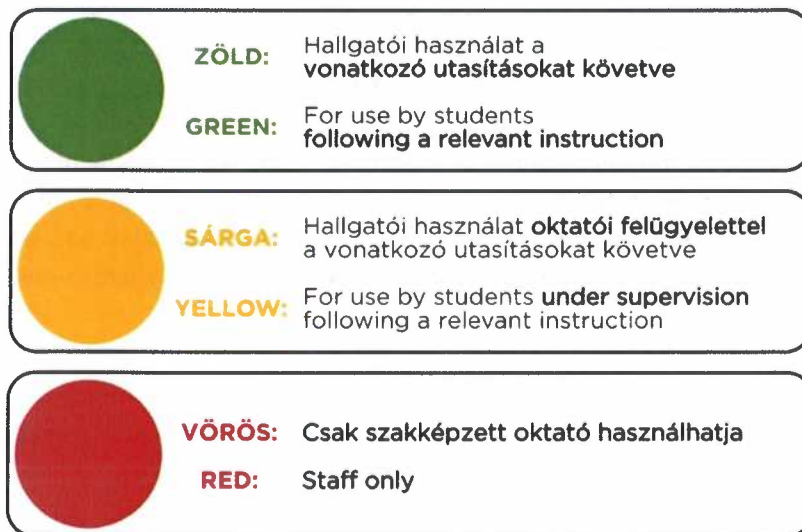 ZÖLD: Hallgatói használat a
vonatkozó utasításokat követve
GREEN: For use by students
following a relevant instruction
SÁRGA: Hallgatói használat oktatói felügyelettel
a vonatkozó utasításokat követve
YELLOW: For use by students under supervision
following a relevant instruction
VÖRÖS: Csak szakképzett oktató használhatja
RED: Staff only